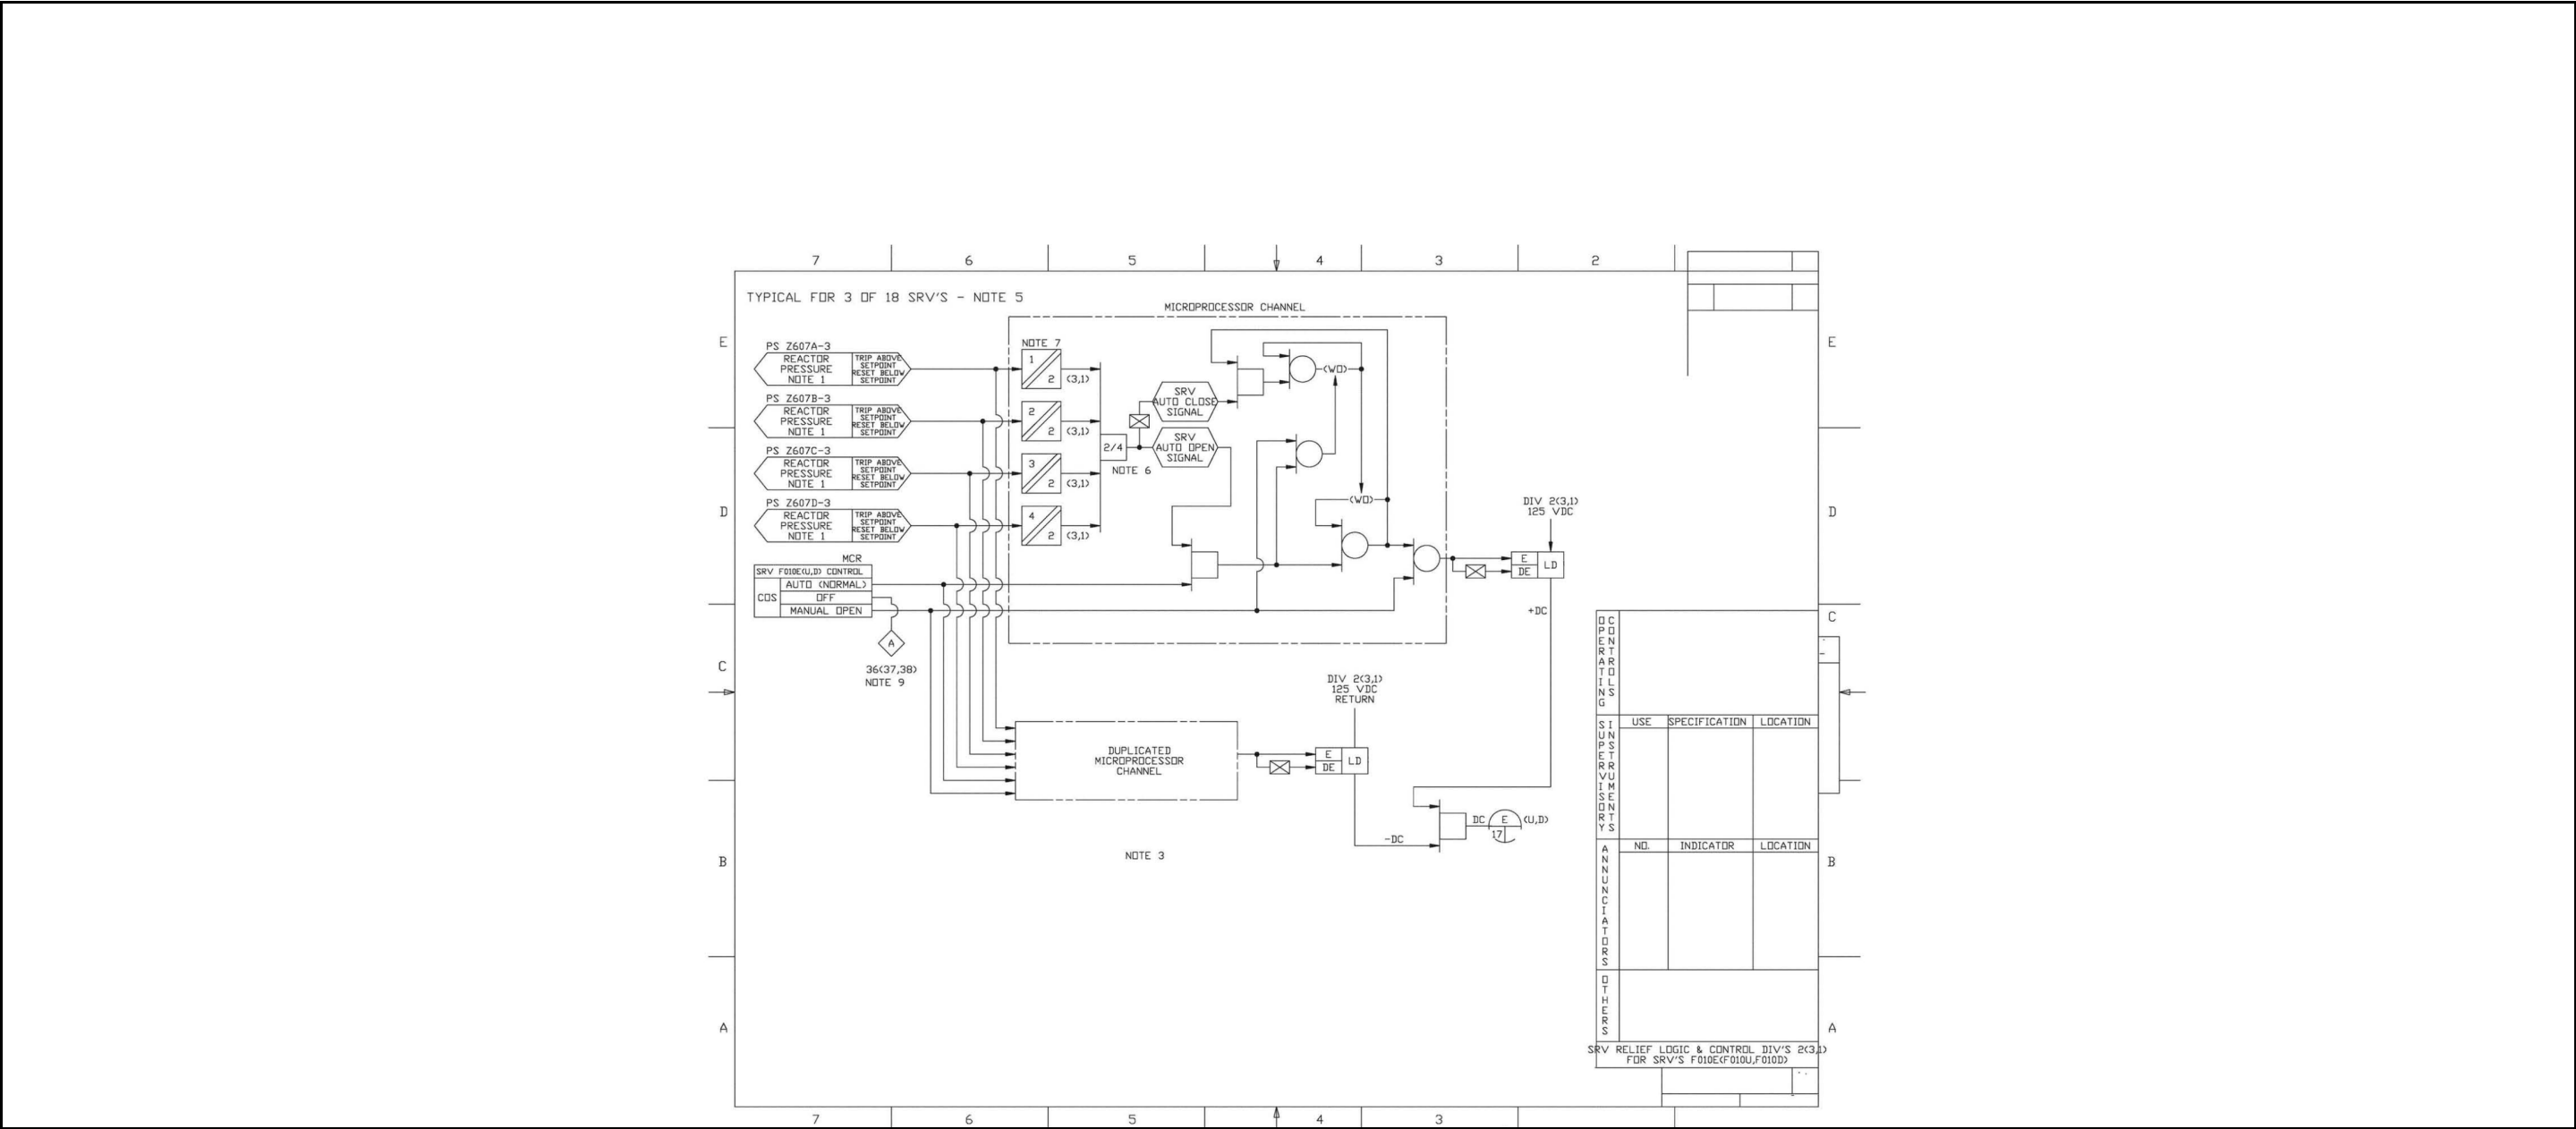 7 6 5 4 3 2
TYPICAL FOR 3 OF 18 SRV'S - NOTE 5
MICROPROCESSOR CHANNEL
E
E
PS Z607A-3
REACTOR
PRESSURE
NOTE 1
TRIP ABOVE
SETPOINT
RESET BELOW
SETPOINT
PS Z607B-3
REACTOR
PRESSURE
NOTE 1
TRIP ABOVE
SETPOINT
RESET BELOW
SETPOINT
PS Z607C-3
REACTOR
PRESSURE
NOTE 1
TRIP ABOVE
SETPOINT
RESET BELOW
SETPOINT
PS Z607D-3
REACTOR
PRESSURE
NOTE 1
TRIP ABOVE
SETPOINT
RESET BELOW
SETPOINT
NOTE 7
1
2 (3,1)
2
2 (3,1)
3
2 (3,1)
4
2 (3,1)
2/4
NOTE 6
SRV
AUTO CLOSE
SIGNAL
SRV
AUTO OPEN
SIGNAL
(WO)
(WO)
D
D
MCR
SRV F010E(U,D) CONTROL
COS
AUTO (NORMAL)
OFF
MANUAL OPEN
A
36(37,38)
NOTE 9
DIV 2(3,1)
125 VDC
E
DE
LD
+DC
C
C
DIV 2(3,1)
125 VDC
RETURN
DUPLICATED
MICROPROCESSOR
CHANNEL
E
DE
LD
-DC
DC
E
17
(U,D)
NOTE 3
B
B
OPERATING
CONTROLS
SUPERVISORY
INSTRUMENTS
USE SPECIFICATION LOCATION
ANNUNCIATORS
NO. INDICATOR LOCATION
OTHERS
A
A
SRV RELIEF LOGIC & CONTROL DIV'S 2(3,1)
FOR SRV'S F010E(F010U,F010D)
7 6 5 4 3